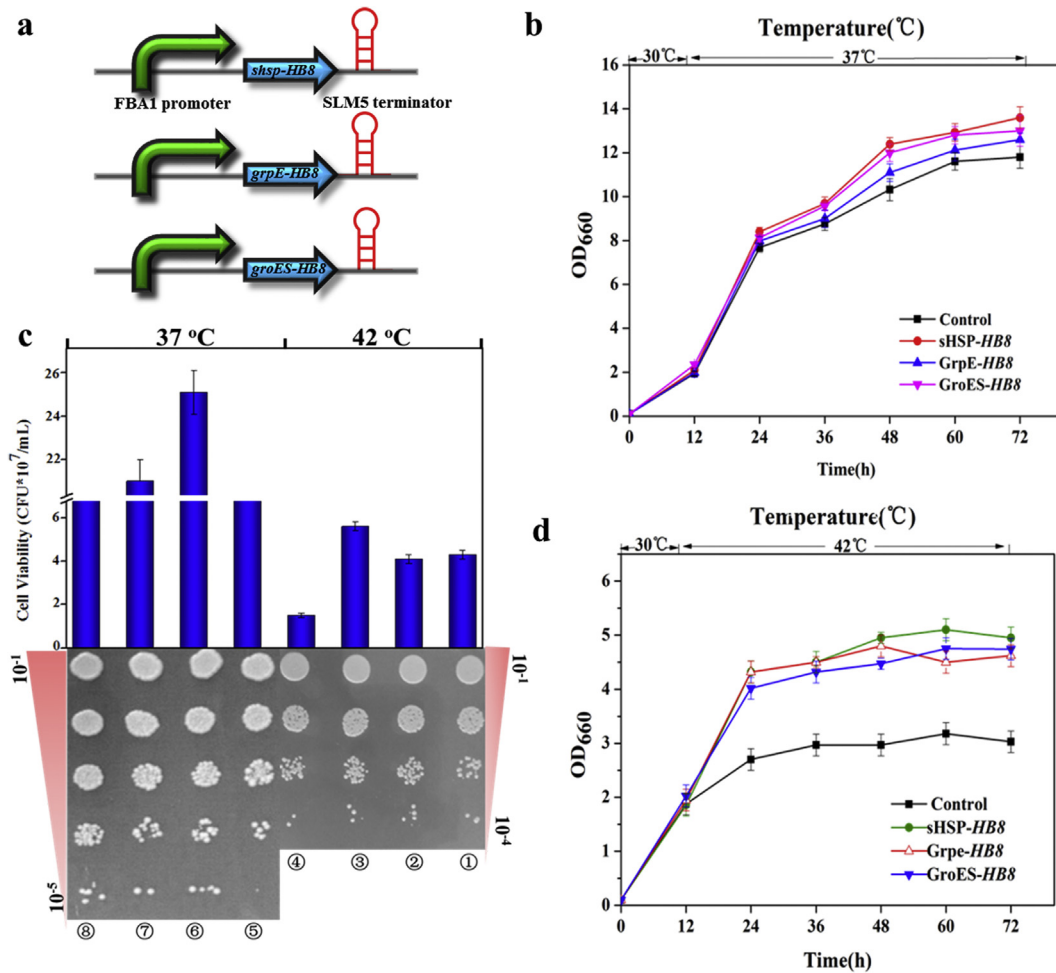 a
shsp-HB8
FBA1 promoter
SLM5 terminator
grpE-HB8
groES-HB8
b
Temperature(℃)
30℃
37℃
16
14
12
10
8
6
4
2
0
OD660
Control
sHSP-HB8
GrpE-HB8
GroES-HB8
0 12 24 36 48 60 72
Time(h)
c
37 °C
42 °C
26
24
22
6
4
2
0
Cell Viability (CFU*10^7/mL)
10^-1
10^-1
10^-4
10^-5
④ ③ ② ①
⑧ ⑦ ⑥ ⑤
d
Temperature(℃)
30℃
42℃
6
5
4
3
2
1
0
OD660
Control
sHSP-HB8
Grpe-HB8
GroES-HB8
0 12 24 36 48 60 72
Time(h)